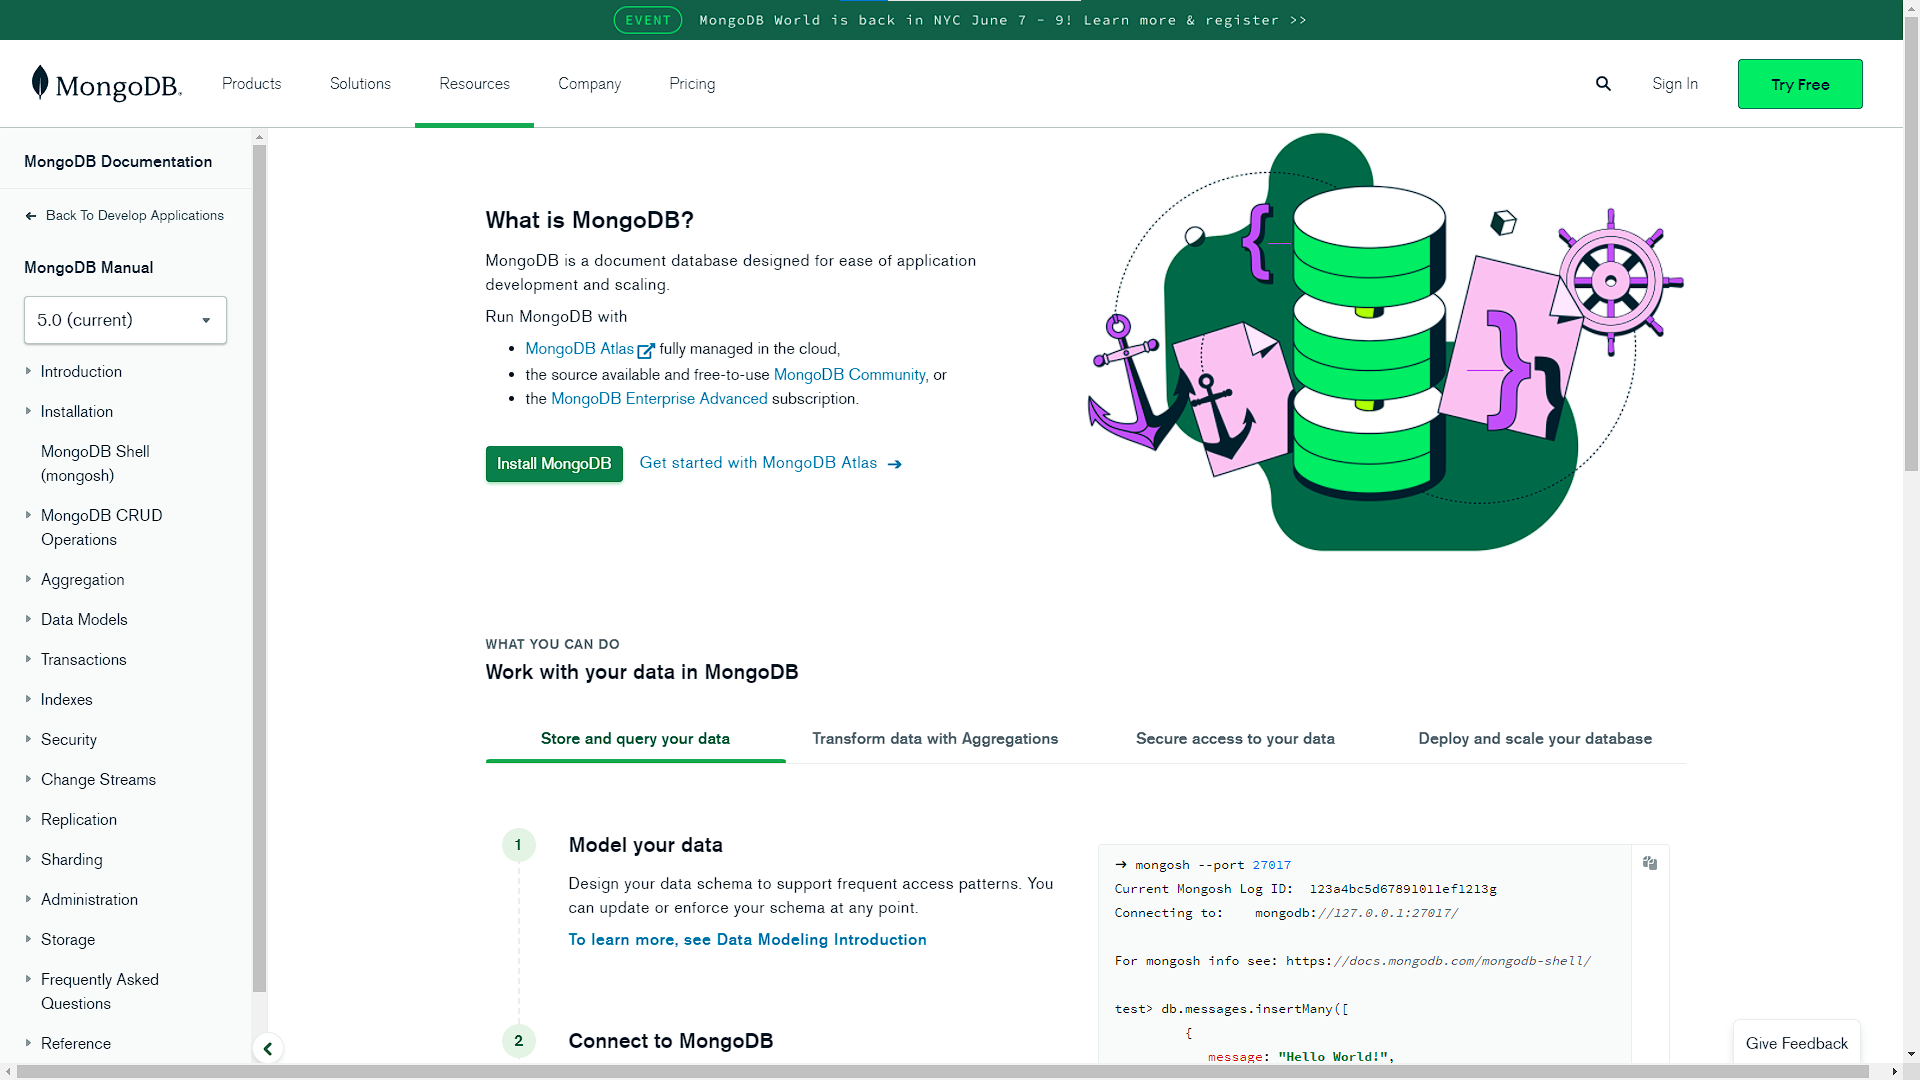 EVENT MongoDB World is back in NYC June 7 - 9! Learn more & register >>
MongoDB.
Products
Solutions
Resources
Company
Pricing
Sign In
Try Free
MongoDB Documentation
Back To Develop Applications
MongoDB Manual
5.0 (current)
Introduction
Installation
MongoDB Shell
(mongosh)
MongoDB CRUD
Operations
Aggregation
Data Models
Transactions
Indexes
Security
Change Streams
Replication
Sharding
Administration
Storage
Frequently Asked
Questions
Reference
What is MongoDB?
MongoDB is a document database designed for ease of application
development and scaling.
Run MongoDB with
• MongoDB Atlas fully managed in the cloud,
• the source available and free-to-use MongoDB Community, or
• the MongoDB Enterprise Advanced subscription.
Install MongoDB
Get started with MongoDB Atlas ➔
WHAT YOU CAN DO
Work with your data in MongoDB
Store and query your data
Transform data with Aggregations
Secure access to your data
Deploy and scale your database
1
Model your data
Design your data schema to support frequent access patterns. You
can update or enforce your schema at any point.
To learn more, see Data Modeling Introduction
2
Connect to MongoDB
➔ mongosh --port 27017
Current Mongosh Log ID: 123a4bc5d67891011ef1213g
Connecting to: mongodb://127.0.0.1:27017/
For mongosh info see: https://docs.mongodb.com/mongodb-shell/
test> db.messages.insertMany([
{
message: "Hello World!",
Give Feedback